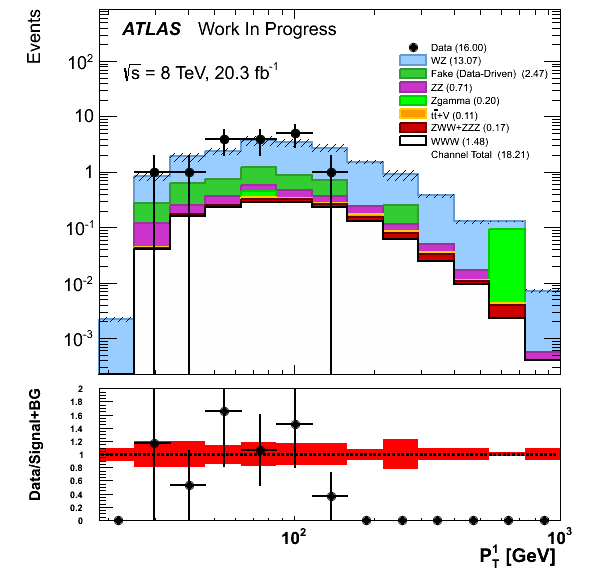 Events
ATLAS Work In Progress
√s = 8 TeV, 20.3 fb⁻¹
Data (16.00)
WZ (13.07)
Fake (Data-Driven) (2.47)
ZZ (0.71)
Zgamma (0.20)
tt̄+V (0.11)
ZWW+ZZZ (0.17)
WWW (1.48)
Channel Total (18.21)
10²
10
1
10⁻¹
10⁻²
10⁻³
Data/Signal+BG
2
1.8
1.6
1.4
1.2
1
0.8
0.6
0.4
0.2
0
10² 10³
P_T^1 [GeV]